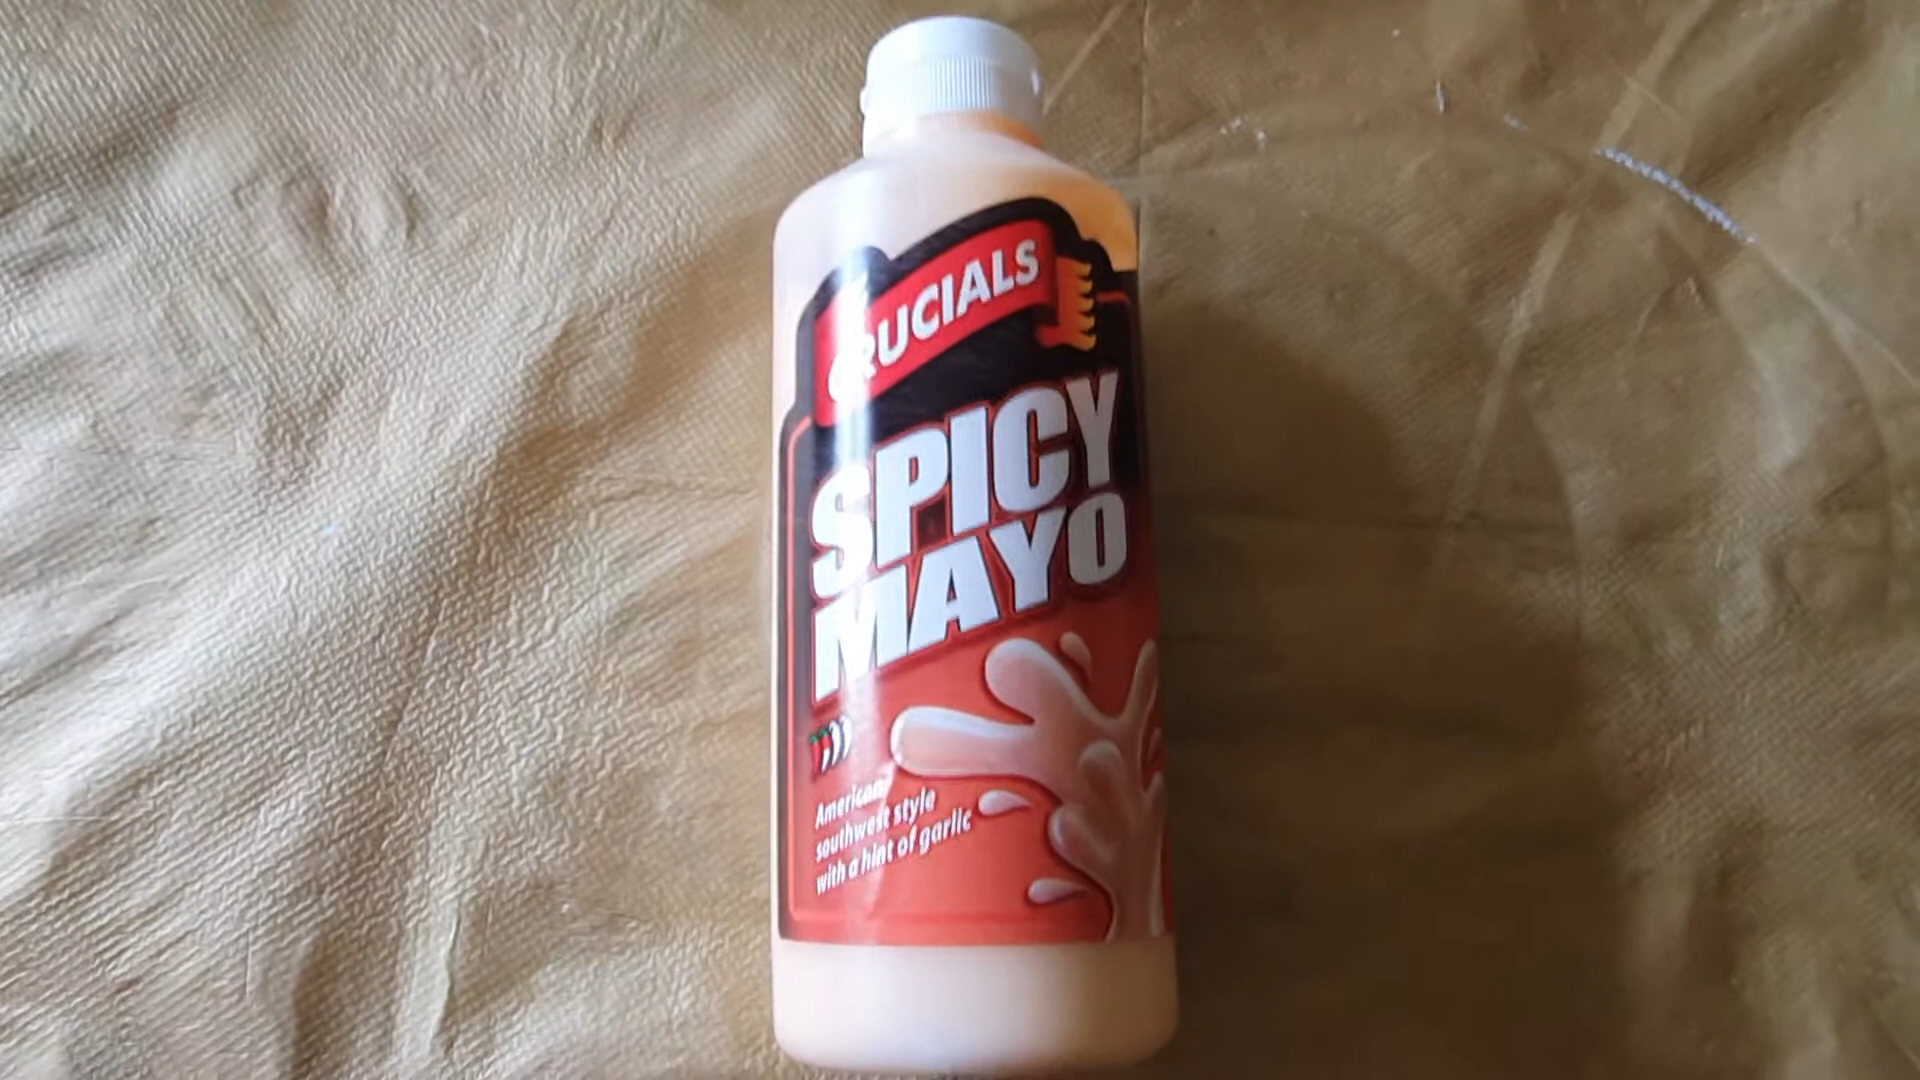 CRUCIALS
SPICY
MAYO
American
southwest style
with a hint of garlic